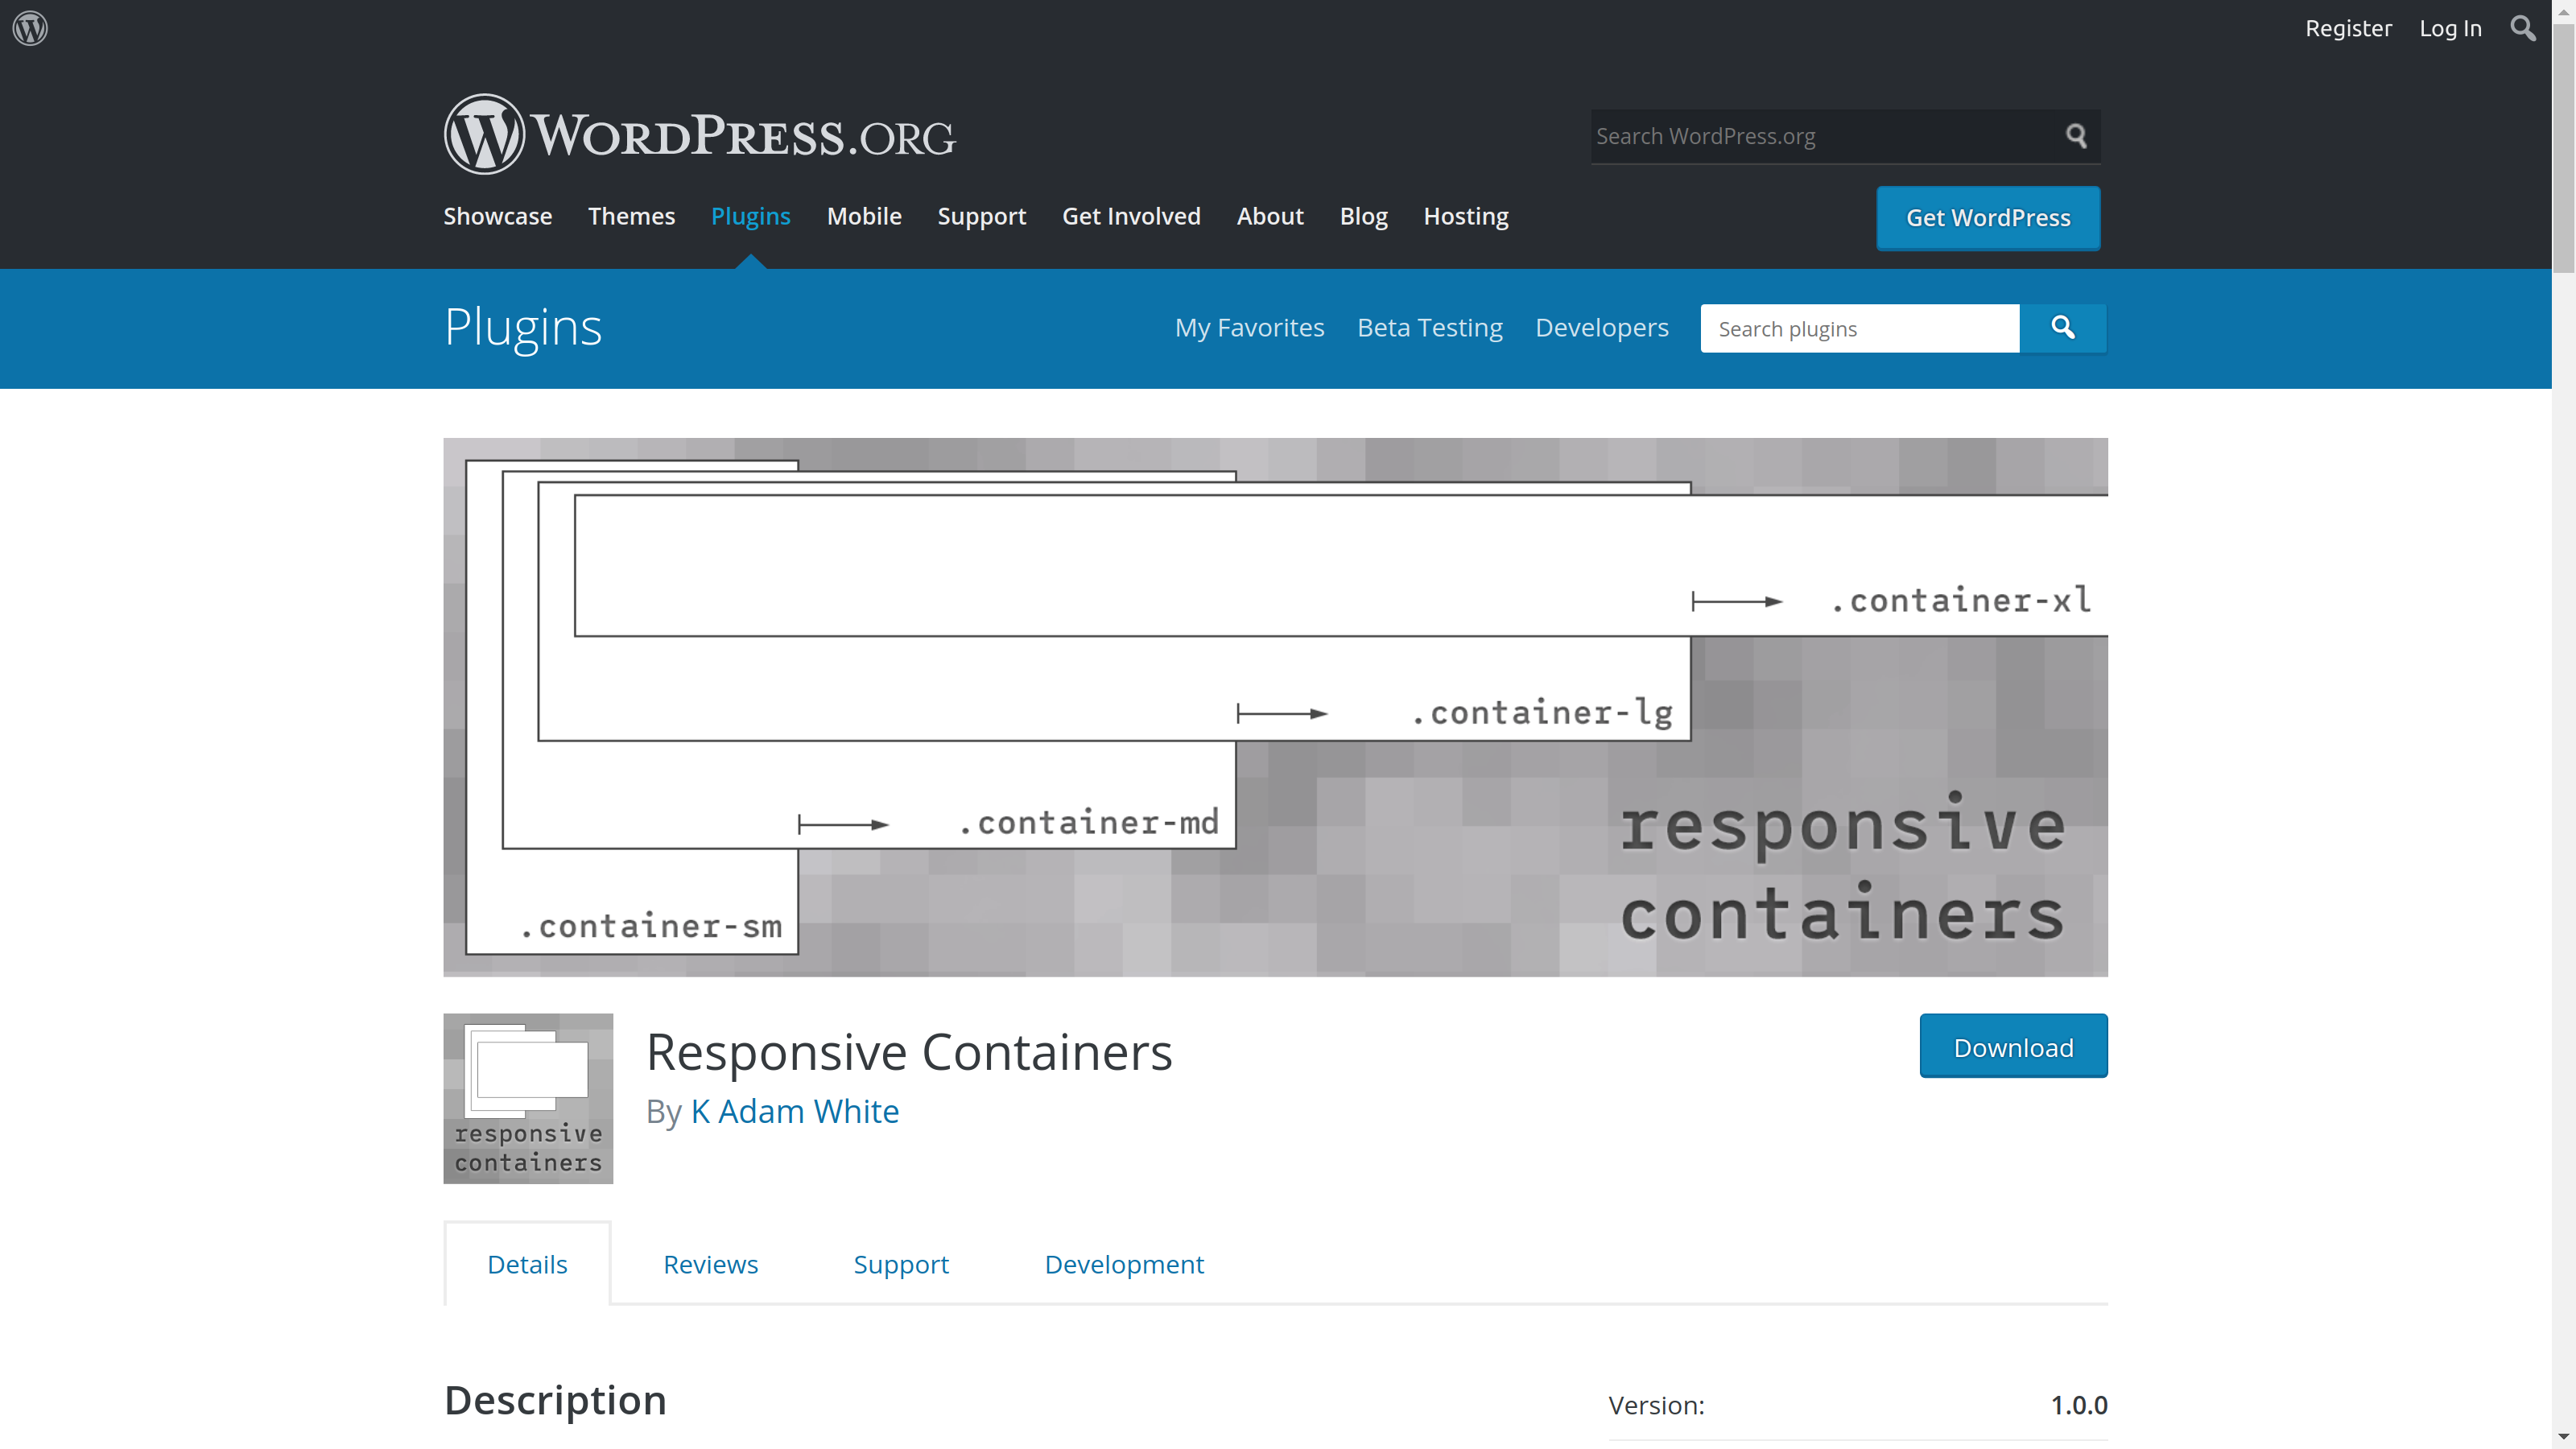 Register Log In
WORDPRESS.ORG
Search WordPress.org
Showcase Themes Plugins Mobile Support Get Involved About Blog Hosting
Get WordPress
Plugins
My Favorites Beta Testing Developers
Search plugins
.container-xl
.container-lg
.container-md
.container-sm
responsive
containers
responsive
containers
Responsive Containers
By K Adam White
Download
Details Reviews Support Development
Description
Version: 1.0.0